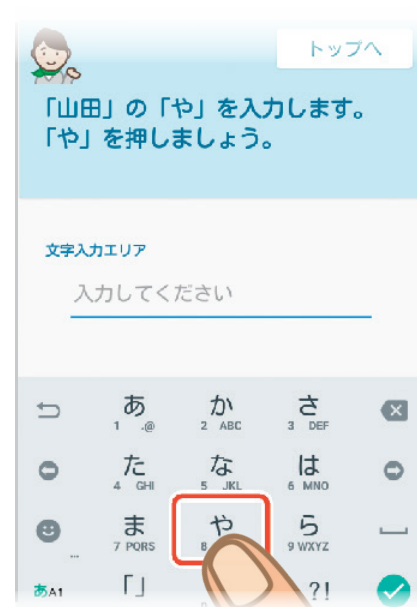 トップへ
「山田」の「や」を入力します。
「や」を押しましょう。
文字入力エリア
入力してください
あ か さ
1 .@ 2 ABC 3 DEF
た な は
4 GHI 5 JKL 6 MNO
ま や ら
7 PQRS 8 9 WXYZ
あA1 「」 ?!